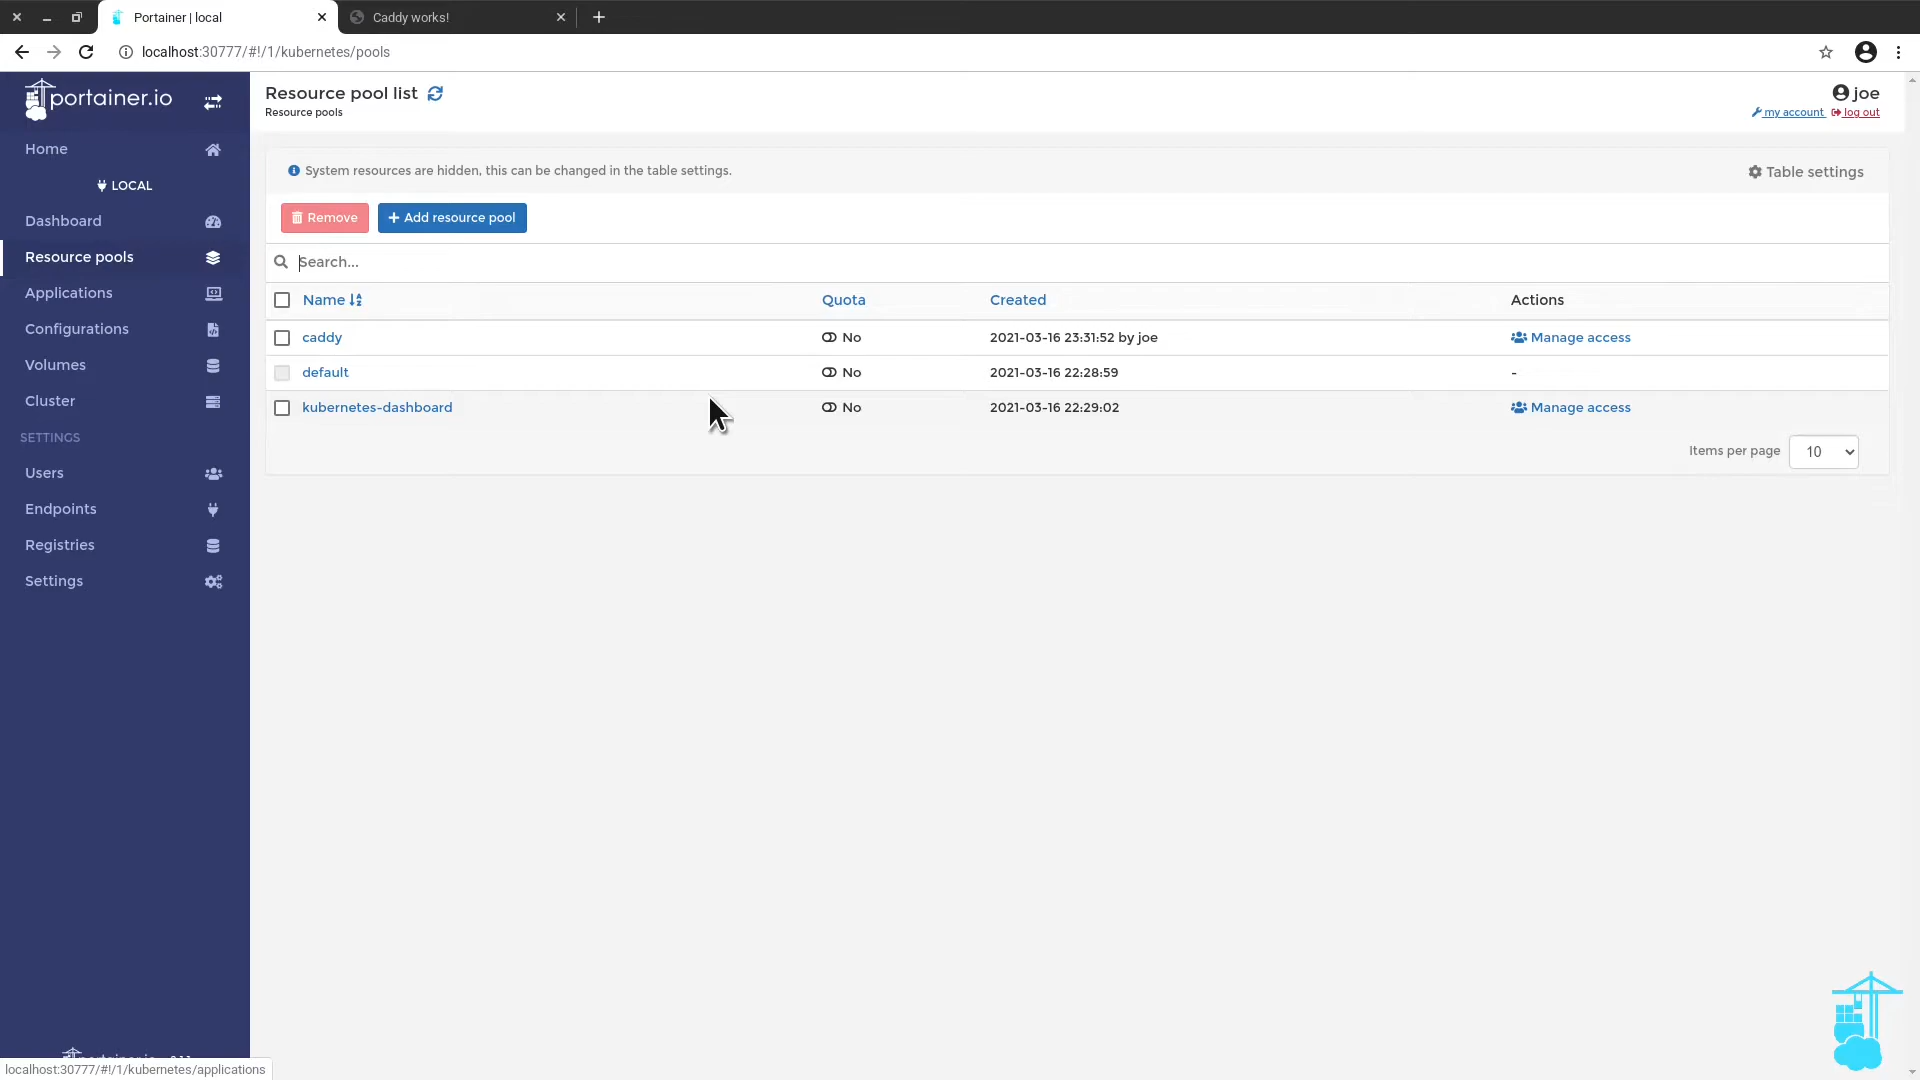 Portainer | local
Caddy works!
localhost:30777/#!/1/kubernetes/pools
portainer.io
Home
LOCAL
Dashboard
Resource pools
Applications
Configurations
Volumes
Cluster
SETTINGS
Users
Endpoints
Registries
Settings
Resource pool list
Resource pools
joe
my account log out
System resources are hidden, this can be changed in the table settings.
Table settings
Remove + Add resource pool
Search...
Name Quota Created Actions
caddy No 2021-03-16 23:31:52 by joe Manage access
default No 2021-03-16 22:28:59 -
kubernetes-dashboard No 2021-03-16 22:29:02 Manage access
Items per page 10
localhost:30777/#!/1/kubernetes/applications